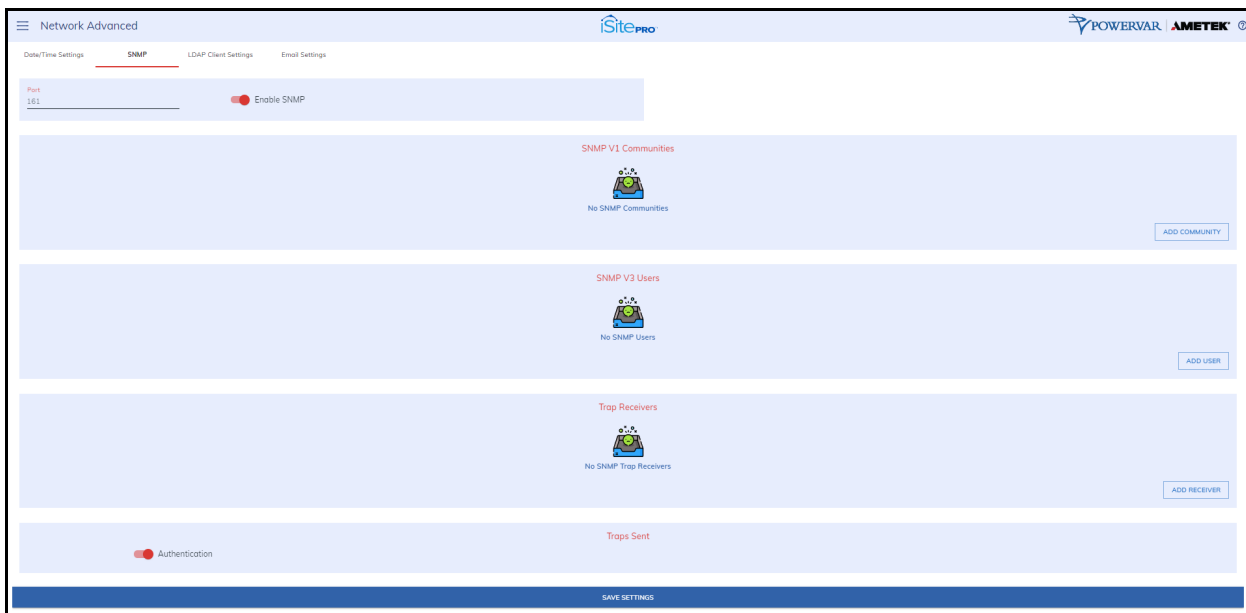 Network Advanced
iSitePRO
POWERVAR AMETEK®
Date/Time Settings SNMP LDAP Client Settings Email Settings
Port
161
Enable SNMP
SNMP V1 Communities
No SNMP Communities
ADD COMMUNITY
SNMP V3 Users
No SNMP Users
ADD USER
Trap Receivers
No SNMP Trap Receivers
ADD RECEIVER
Traps Sent
Authentication
SAVE SETTINGS